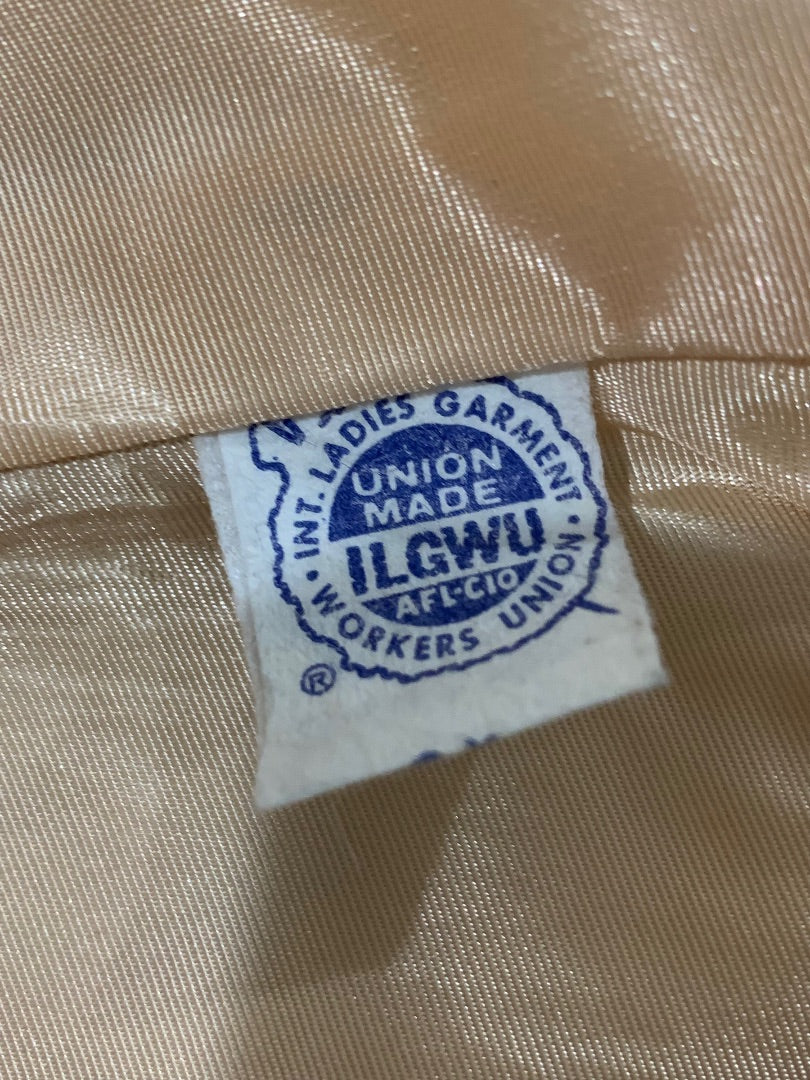 INT. LADIES GARMENT
UNION
MADE
ILGWU
AFL-CIO
• WORKERS UNION •
®